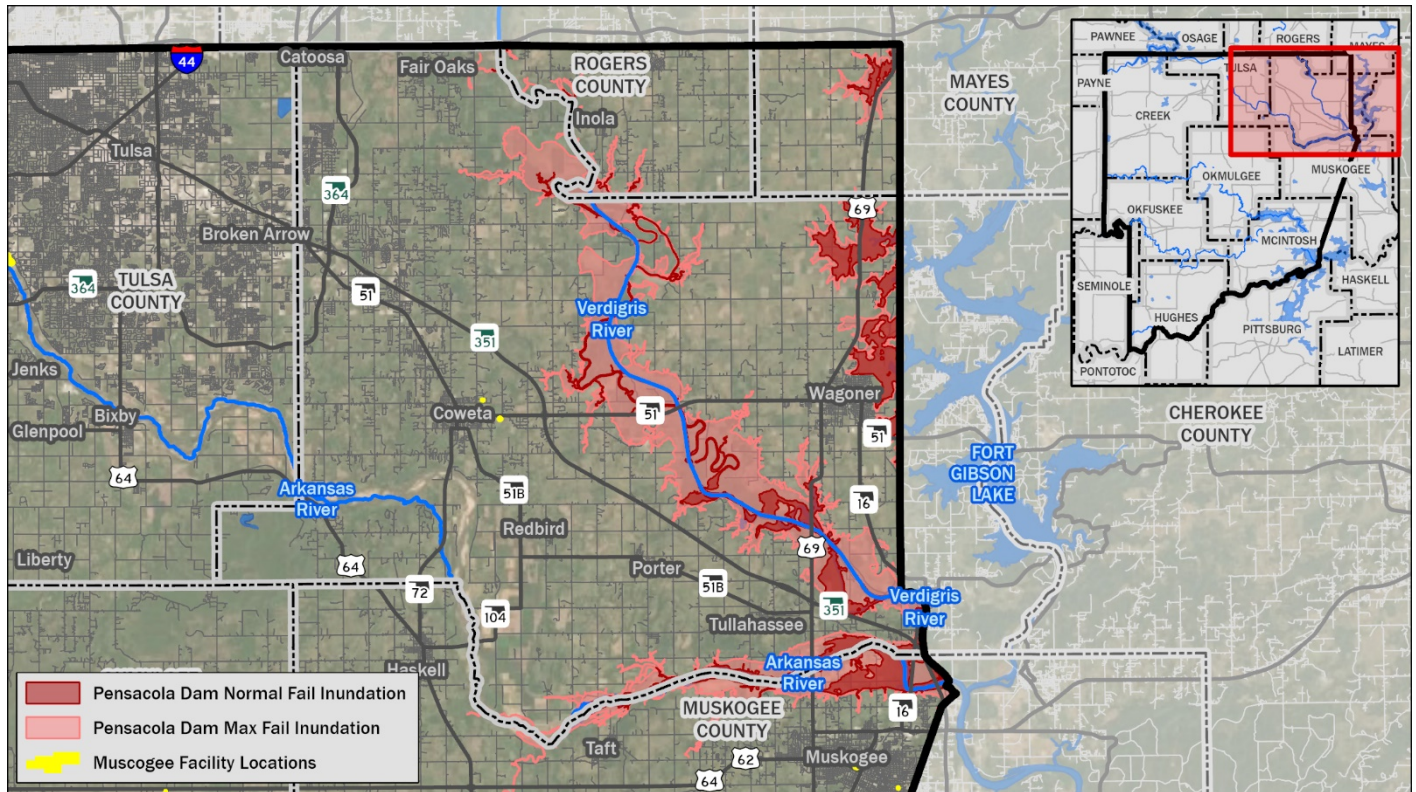 44
Catoosa
Fair Oaks
ROGERS
COUNTY
Inola
MAYES
COUNTY
Tulsa
364
69
Broken Arrow
TULSA
COUNTY
364
51
Verdigris
River
351
Jenks
Bixby
Glenpool
64
Coweta
51
Wagoner
51
CHEROKEE
COUNTY
FORT
GIBSON
LAKE
Arkansas
River
51B
16
Redbird
69
Liberty
64
72
104
Porter
51B
351
Verdigris
River
Tullahassee
Haskell
Arkansas
River
MUSKOGEE
COUNTY
16
Taft
62
Muskogee
64
PAWNEE
OSAGE
ROGERS
MAYES
TULSA
PAYNE
CREEK
MUSKOGEE
OKMULGEE
OKFUSKEE
MCINTOSH
HASKELL
SEMINOLE
HUGHES
PITTSBURG
LATIMER
PONTOTOC
Pensacola Dam Normal Fail Inundation
Pensacola Dam Max Fail Inundation
Muscogee Facility Locations